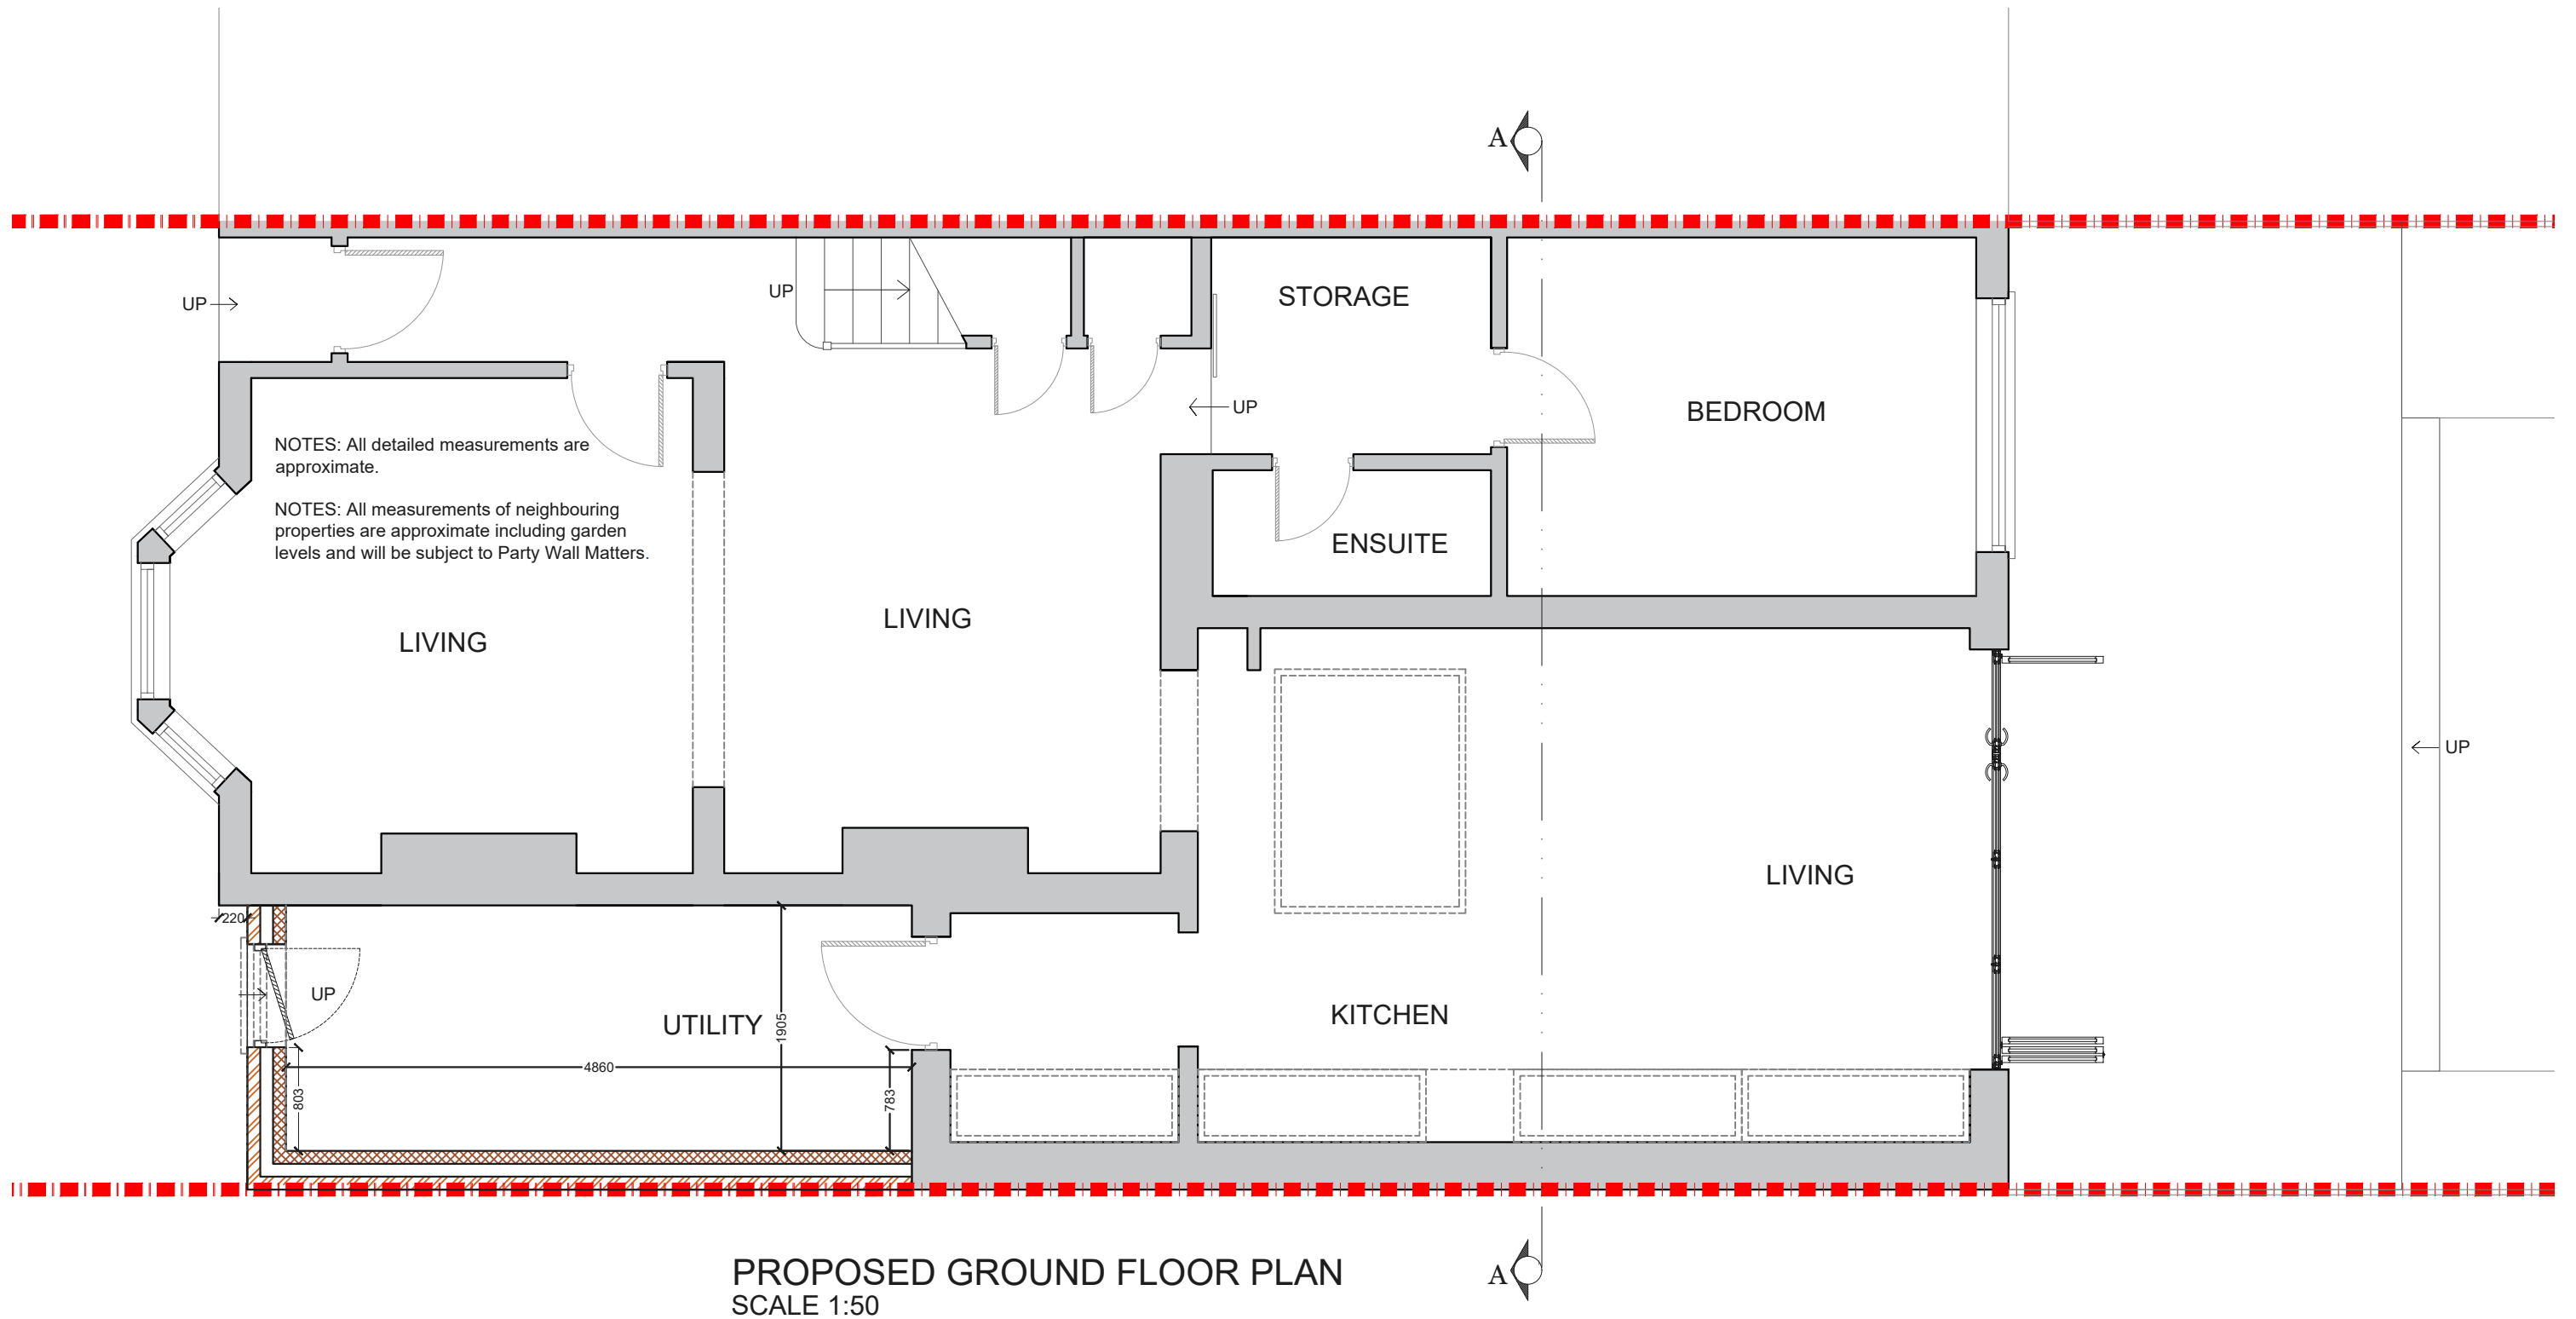 A
UP
UP
STORAGE
UP
BEDROOM
NOTES: All detailed measurements are
approximate.
NOTES: All measurements of neighbouring
properties are approximate including garden
levels and will be subject to Party Wall Matters.
ENSUITE
LIVING
LIVING
UP
LIVING
220
UP
UTILITY
1905
KITCHEN
4860
803
783
PROPOSED GROUND FLOOR PLAN
SCALE 1:50
A